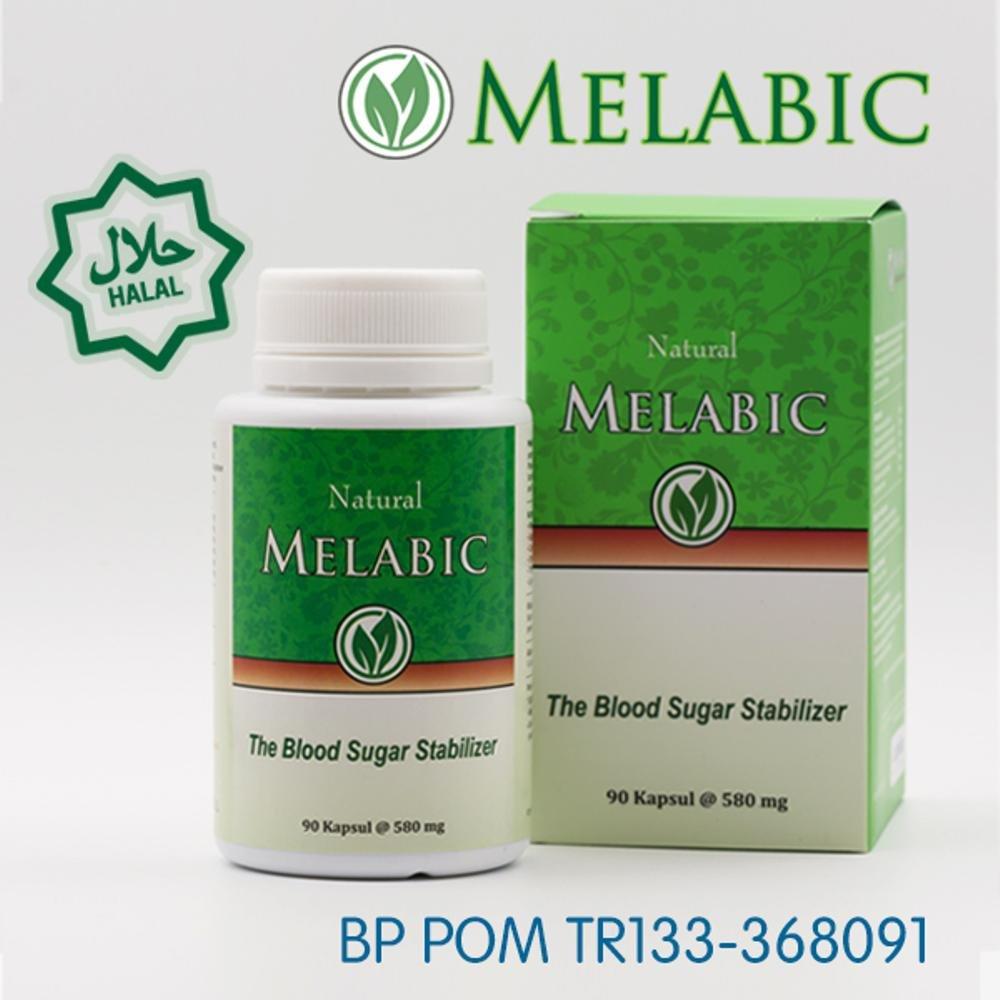 MELABIC
حلال
HALAL
Natural
MELABIC
The Blood Sugar Stabilizer
90 Kapsul @ 580 mg
Natural
MELABIC
The Blood Sugar Stabilizer
90 Kapsul @ 580 mg
BP POM TR133-368091